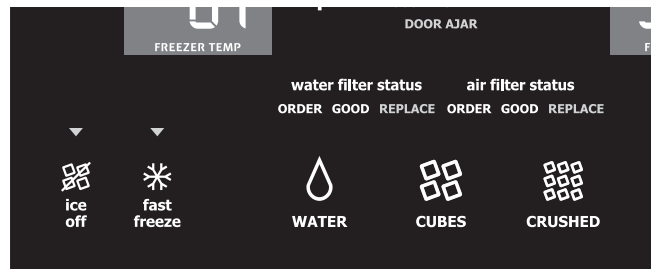 DOOR AJAR
FREEZER TEMP
water filter status air filter status
ORDER GOOD REPLACE ORDER GOOD REPLACE
ice off
fast freeze
WATER
CUBES
CRUSHED